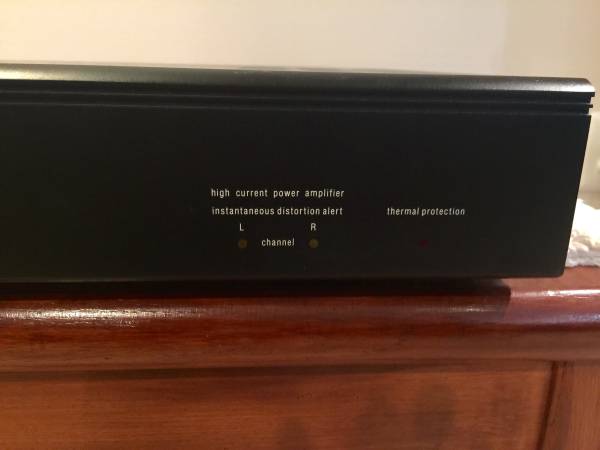 high current power amplifier
instantaneous distortion alert
thermal protection
L R
channel